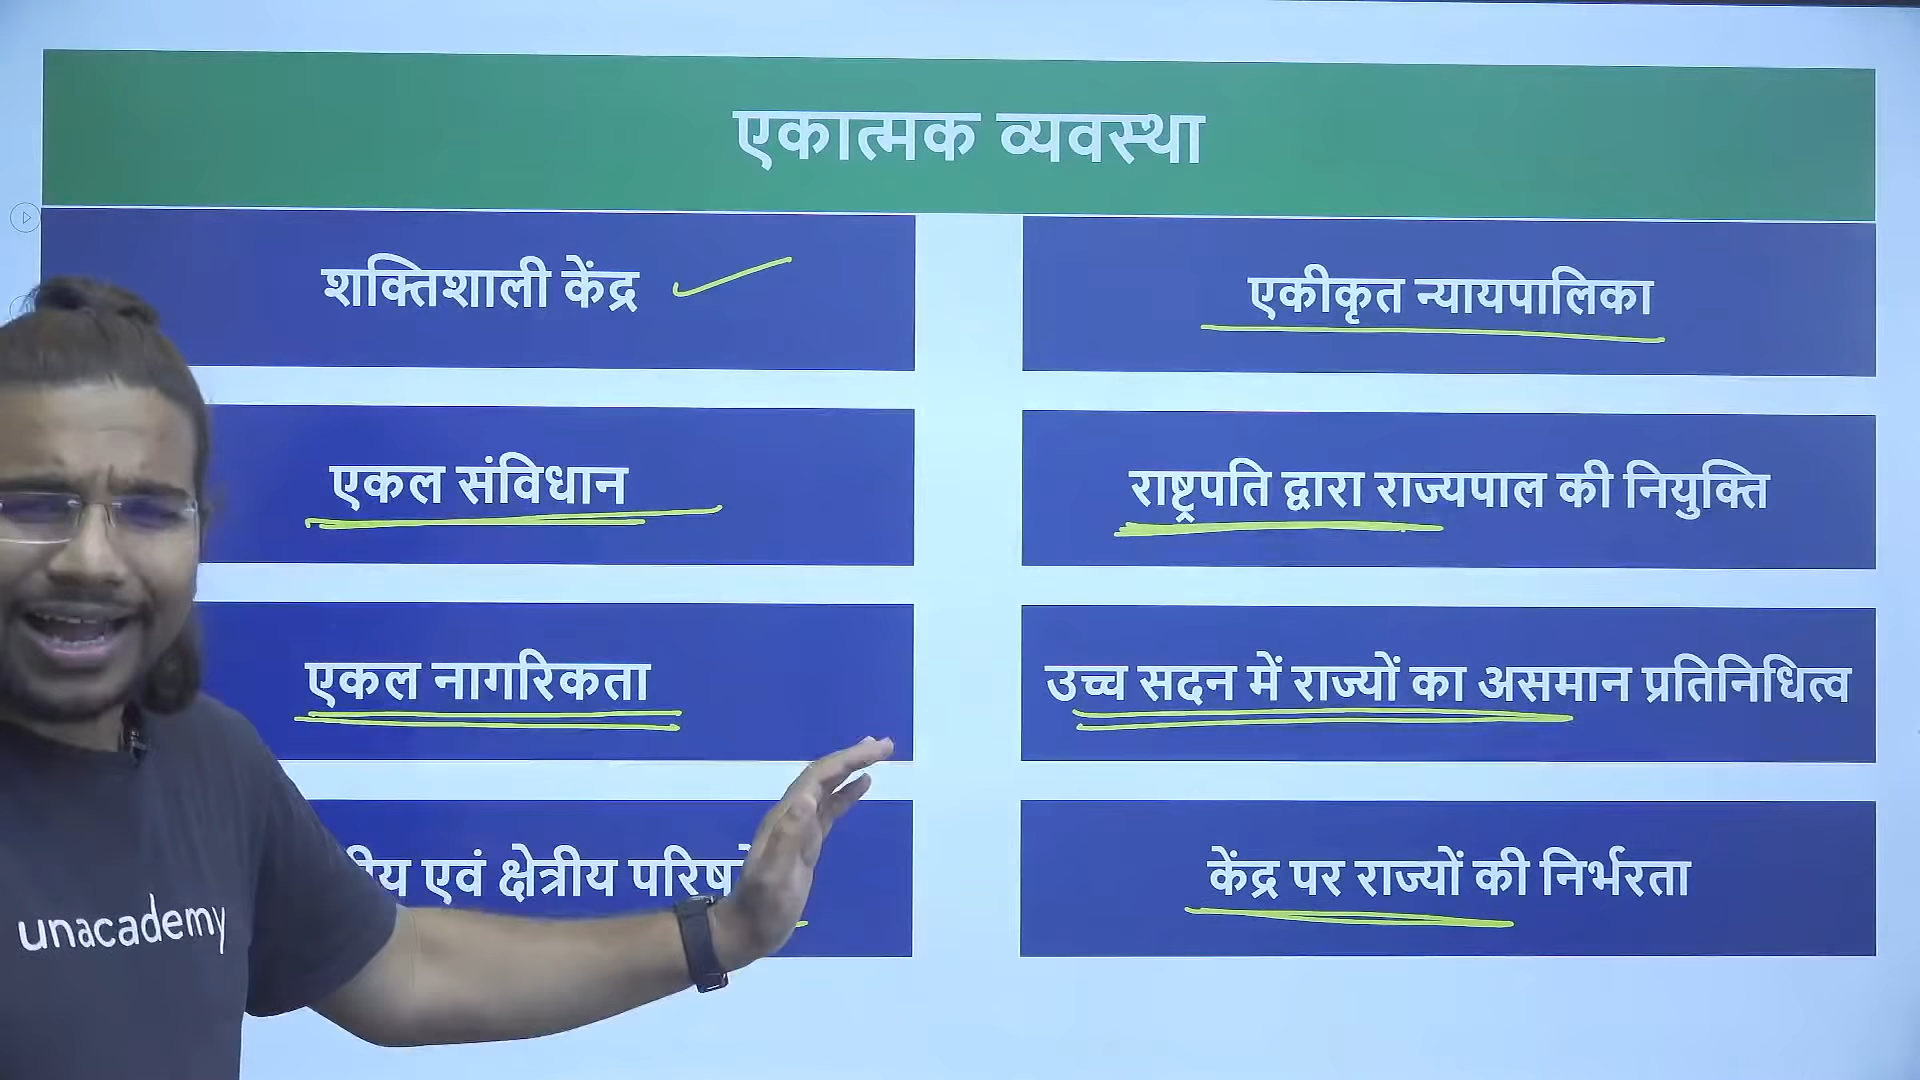 एकात्मक व्यवस्था
शक्तिशाली केंद्र
एकीकृत न्यायपालिका
एकल संविधान
राष्ट्रपति द्वारा राज्यपाल की नियुक्ति
एकल नागरिकता
उच्च सदन में राज्यों का असमान प्रतिनिधित्व
एवं क्षेत्रीय
केंद्र पर राज्यों की निर्भरता
unacademy